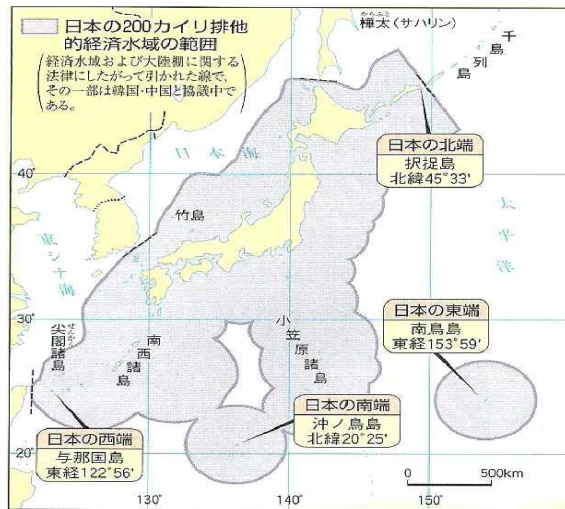 日本の200カイリ排他
的経済水域の範囲
経済水域および大陸棚に関する
法律にしたがって引かれた線で、
その一部は韓国・中国と協議中で
ある。
からふと
樺太(サハリン)
千島列島
日本の北端
択捉島
北緯45°33'
40°
日本海
竹島
太平洋
東シナ海
30°
せんかく
尖閣諸島
南西諸島
小笠原諸島
日本の東端
南鳥島
東経153°59'
日本の南端
沖ノ鳥島
北緯20°25'
日本の西端
与那国島
東経122°56'
20°
0 500km
130° 140° 150°